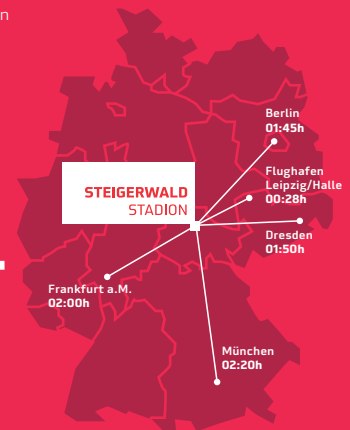 n
Berlin
01:45h
Flughafen
Leipzig/Halle
00:28h
STEIGERWALD
STADION
Dresden
01:50h
Frankfurt a.M.
02:00h
München
02:20h